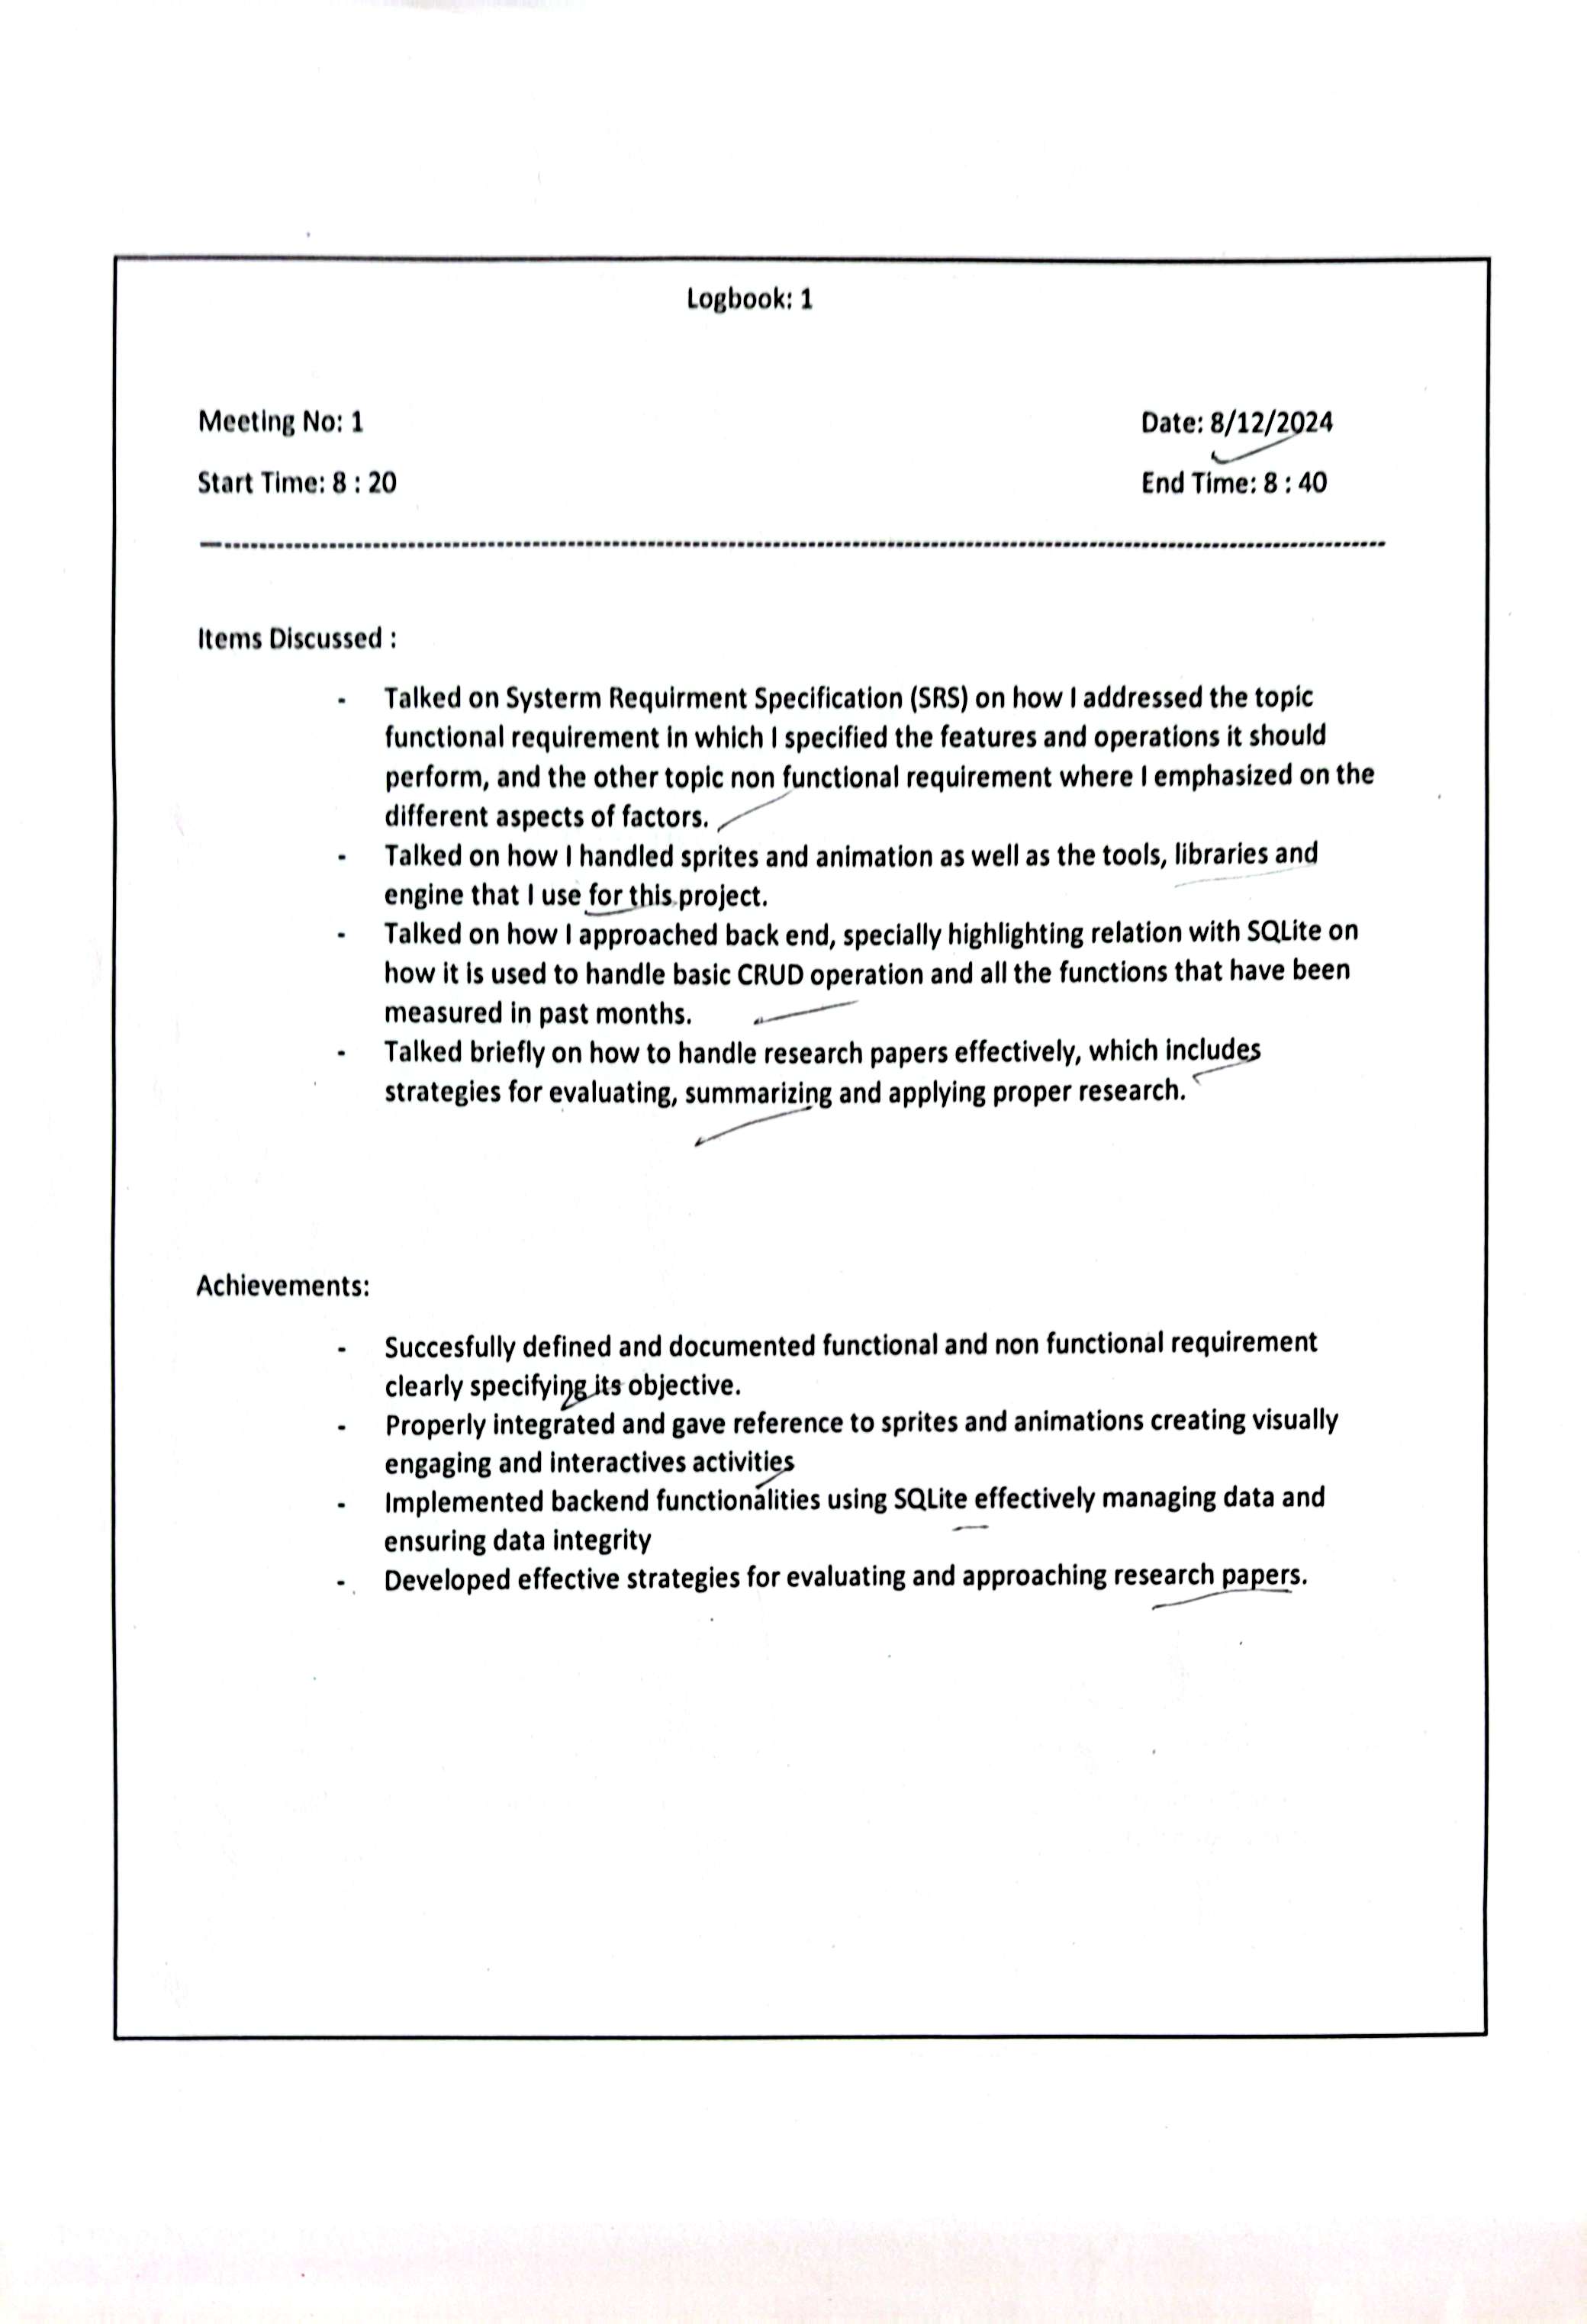 Logbook: 1
Meeting No: 1 Date: 8/12/2024
Start Time: 8 : 20 End Time: 8 : 40
Items Discussed :
- Talked on Systerm Requirment Specification (SRS) on how I addressed the topic
functional requirement in which I specified the features and operations it should
perform, and the other topic non functional requirement where I emphasized on the
different aspects of factors.
- Talked on how I handled sprites and animation as well as the tools, libraries and
engine that I use for this project.
- Talked on how I approached back end, specially highlighting relation with SQLite on
how it is used to handle basic CRUD operation and all the functions that have been
measured in past months.
- Talked briefly on how to handle research papers effectively, which includes
strategies for evaluating, summarizing and applying proper research.
Achievements:
- Succesfully defined and documented functional and non functional requirement
clearly specifying its objective.
- Properly integrated and gave reference to sprites and animations creating visually
engaging and interactives activities
- Implemented backend functionalities using SQLite effectively managing data and
ensuring data integrity
- Developed effective strategies for evaluating and approaching research papers.